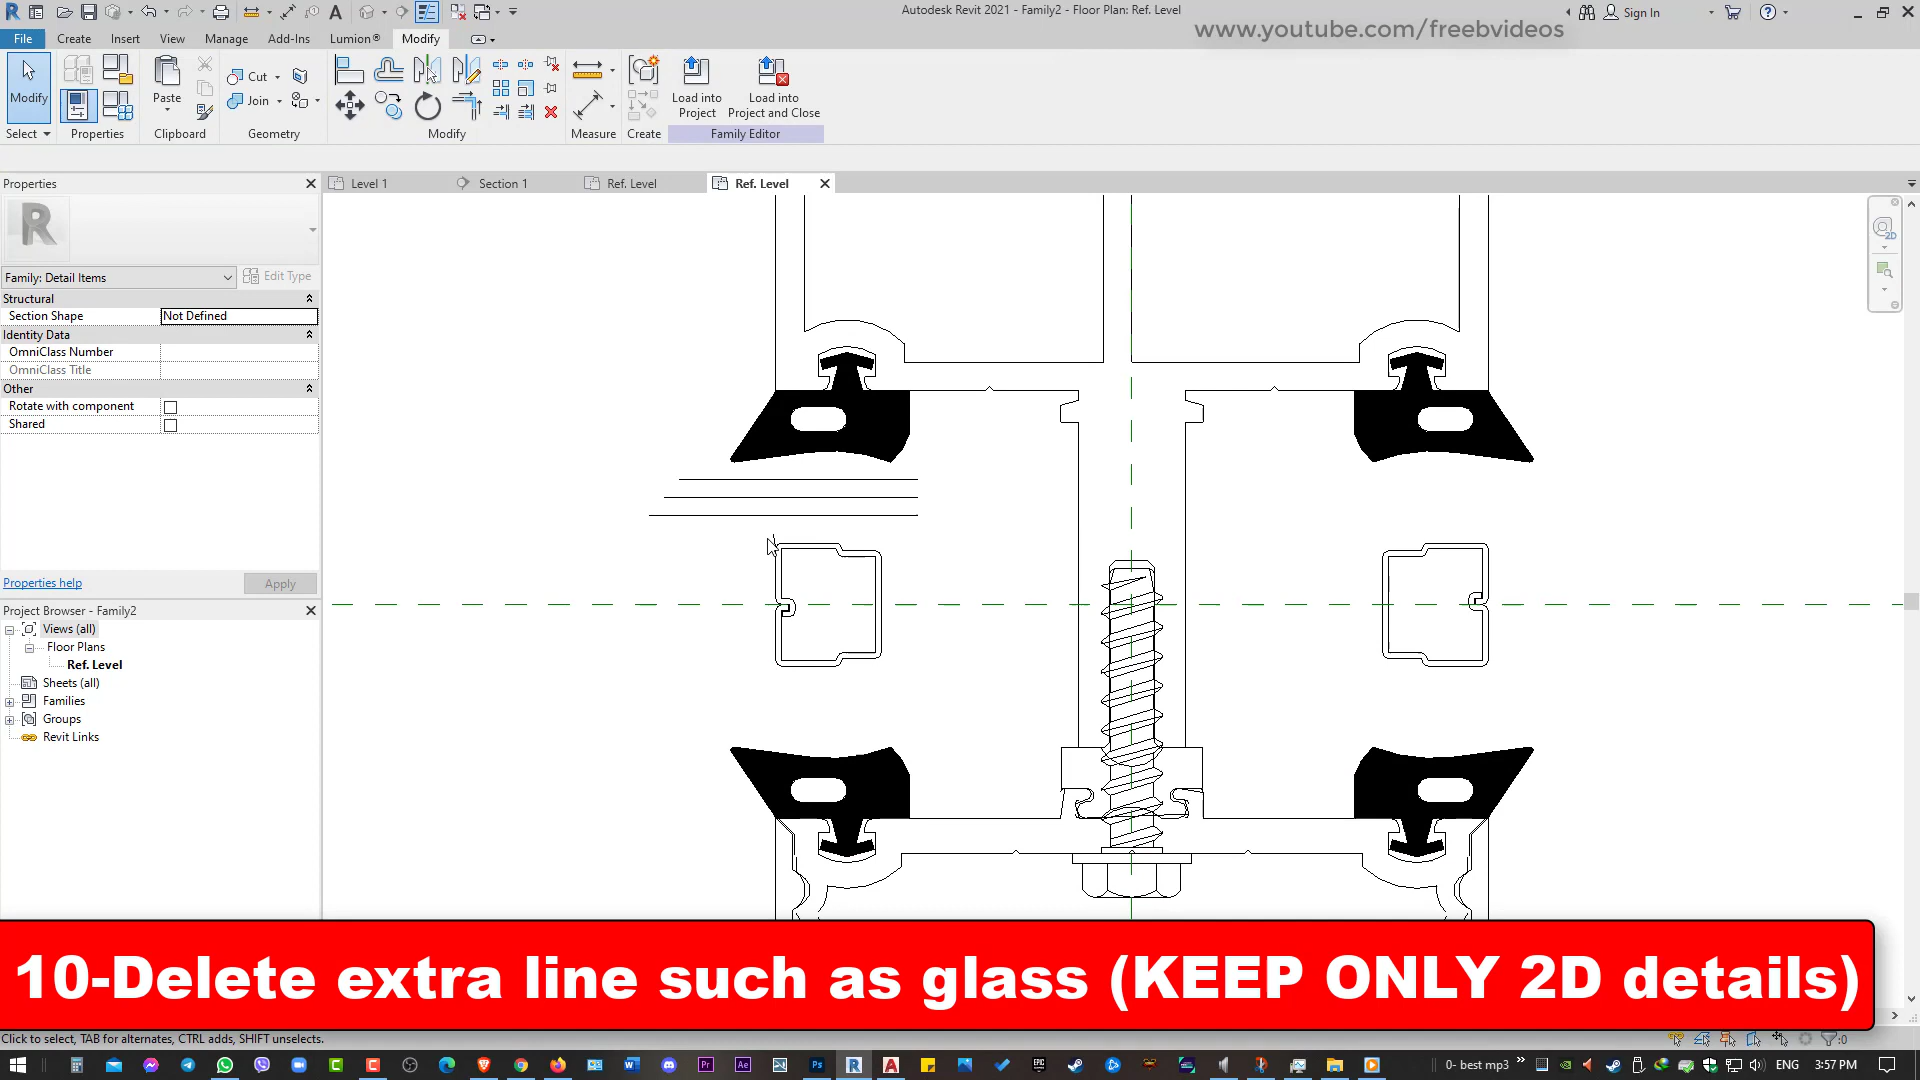 Autodesk Revit 2021 - Family2 - Floor Plan: Ref. Level
Sign In
www.youtube.com/freebvideos
File
Create
Insert
View
Manage
Add-Ins
Lumion®
Modify
Modify
Paste
Cut
Join
Load into
Project
Load into
Project and Close
Select
Properties
Clipboard
Geometry
Modify
Measure
Create
Family Editor
Properties
Level 1
Section 1
Ref. Level
Ref. Level
R
Family: Detail Items
Edit Type
Structural
Section Shape
Not Defined
Identity Data
OmniClass Number
OmniClass Title
Other
Rotate with component
Shared
2D
Properties help
Apply
Project Browser - Family2
Views (all)
Floor Plans
Ref. Level
Sheets (all)
Families
Groups
Revit Links
10-Delete extra line such as glass (KEEP ONLY 2D details)
Click to select, TAB for alternates, CTRL adds, SHIFT unselects.
:0
0- best mp3
ENG
3:57 PM